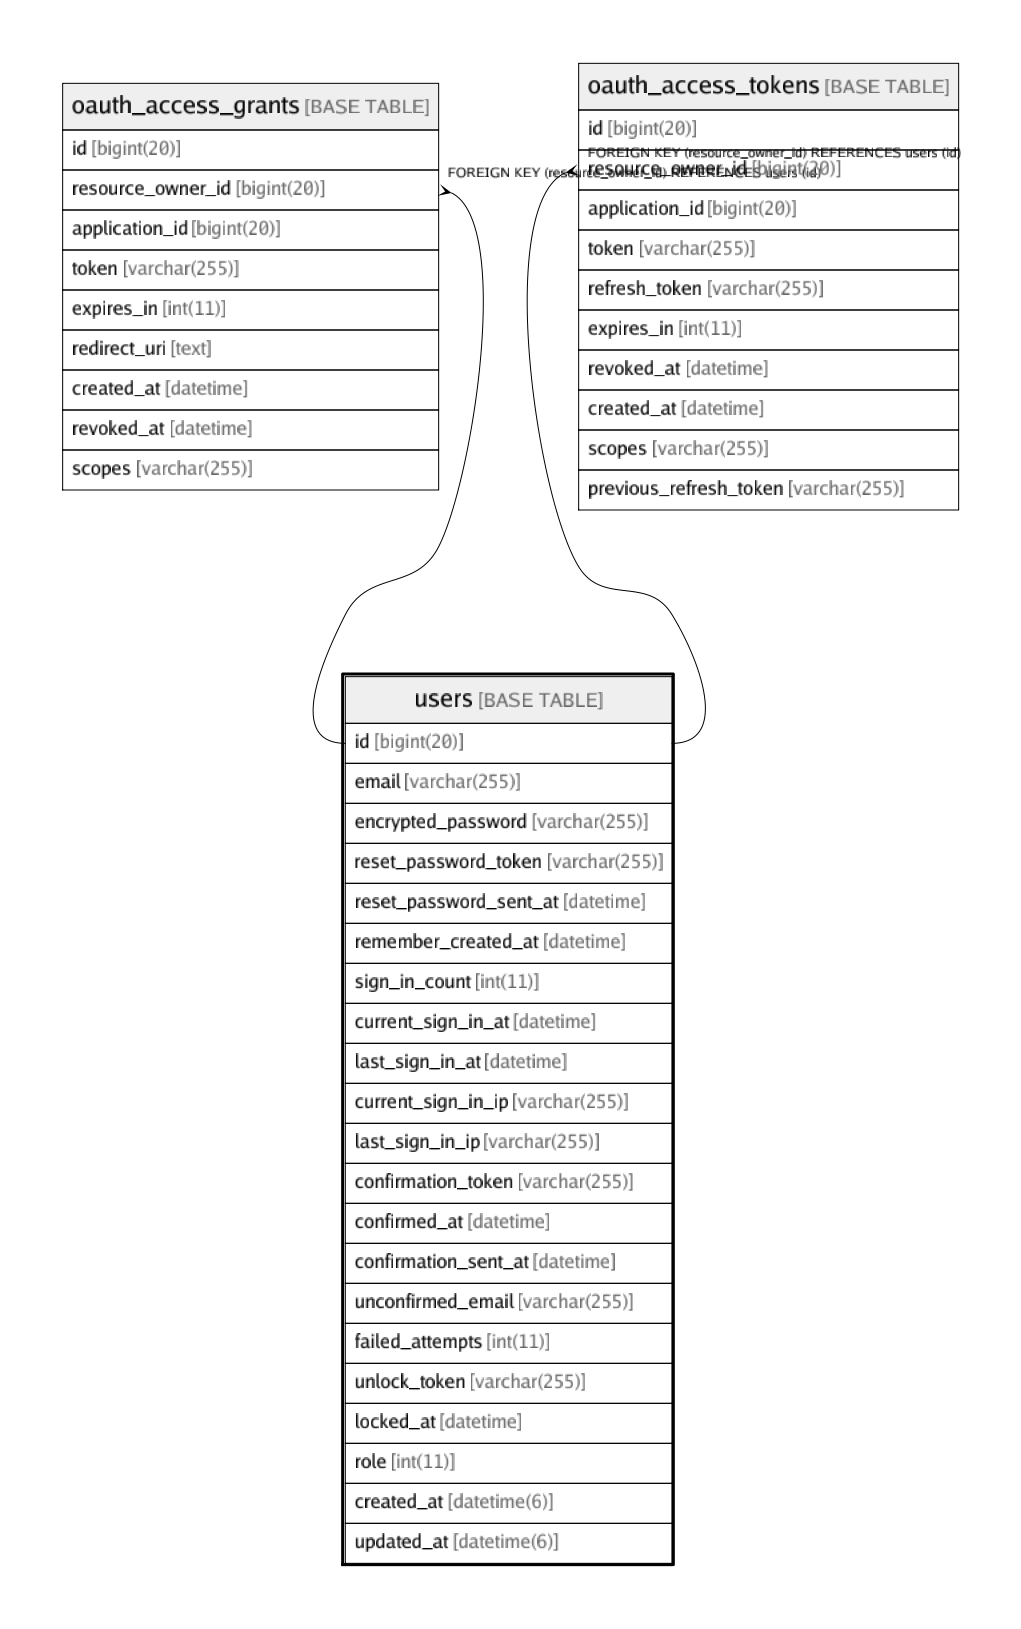 oauth_access_grants [BASE TABLE]
id [bigint(20)]
resource_owner_id [bigint(20)]
application_id [bigint(20)]
token [varchar(255)]
expires_in [int(11)]
redirect_uri [text]
created_at [datetime]
revoked_at [datetime]
scopes [varchar(255)]
FOREIGN KEY (resource_owner_id) REFERENCES users (id)
oauth_access_tokens [BASE TABLE]
id [bigint(20)]
FOREIGN KEY (resource_owner_id) REFERENCES users (id)
resource_owner_id [bigint(20)]
application_id [bigint(20)]
token [varchar(255)]
refresh_token [varchar(255)]
expires_in [int(11)]
revoked_at [datetime]
created_at [datetime]
scopes [varchar(255)]
previous_refresh_token [varchar(255)]
users [BASE TABLE]
id [bigint(20)]
email [varchar(255)]
encrypted_password [varchar(255)]
reset_password_token [varchar(255)]
reset_password_sent_at [datetime]
remember_created_at [datetime]
sign_in_count [int(11)]
current_sign_in_at [datetime]
last_sign_in_at [datetime]
current_sign_in_ip [varchar(255)]
last_sign_in_ip [varchar(255)]
confirmation_token [varchar(255)]
confirmed_at [datetime]
confirmation_sent_at [datetime]
unconfirmed_email [varchar(255)]
failed_attempts [int(11)]
unlock_token [varchar(255)]
locked_at [datetime]
role [int(11)]
created_at [datetime(6)]
updated_at [datetime(6)]